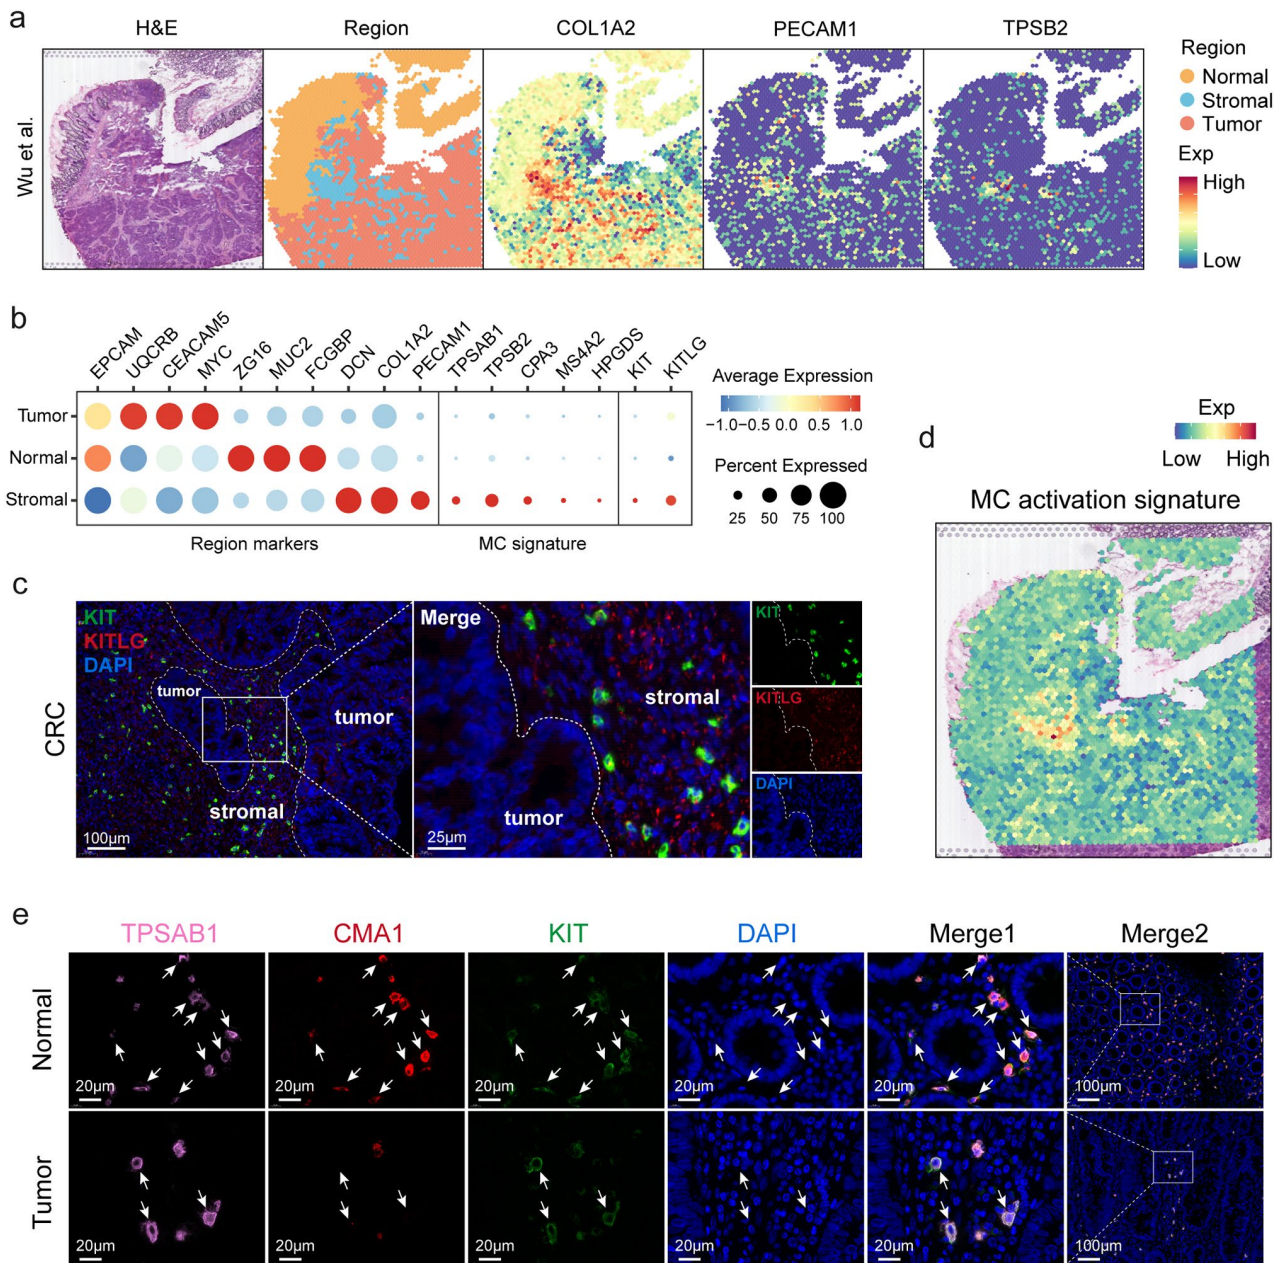 a
H&E
Region
COL1A2
PECAM1
TPSB2
Wu et al.
Region
Normal
Stromal
Tumor
Exp
High
Low
b
EPCAM
UQCRB
CEACAM5
MYC
ZG16
MUC2
FCGBP
DCN
COL1A2
PECAM1
TPSAB1
TPSB2
CPA3
MS4A2
HPGDS
KIT
KITLG
Tumor
Normal
Stromal
Region markers
MC signature
Average Expression
−1.0 −0.5 0.0 0.5 1.0
Percent Expressed
25 50 75 100
c
CRC
KIT
KITLG
DAPI
tumor
tumor
stromal
100μm
Merge
stromal
tumor
25μm
KIT
KITLG
DAPI
d
Exp
Low High
MC activation signature
e
TPSAB1
CMA1
KIT
DAPI
Merge1
Merge2
Normal
20μm
20μm
20μm
20μm
20μm
100μm
Tumor
20μm
20μm
20μm
20μm
20μm
100μm